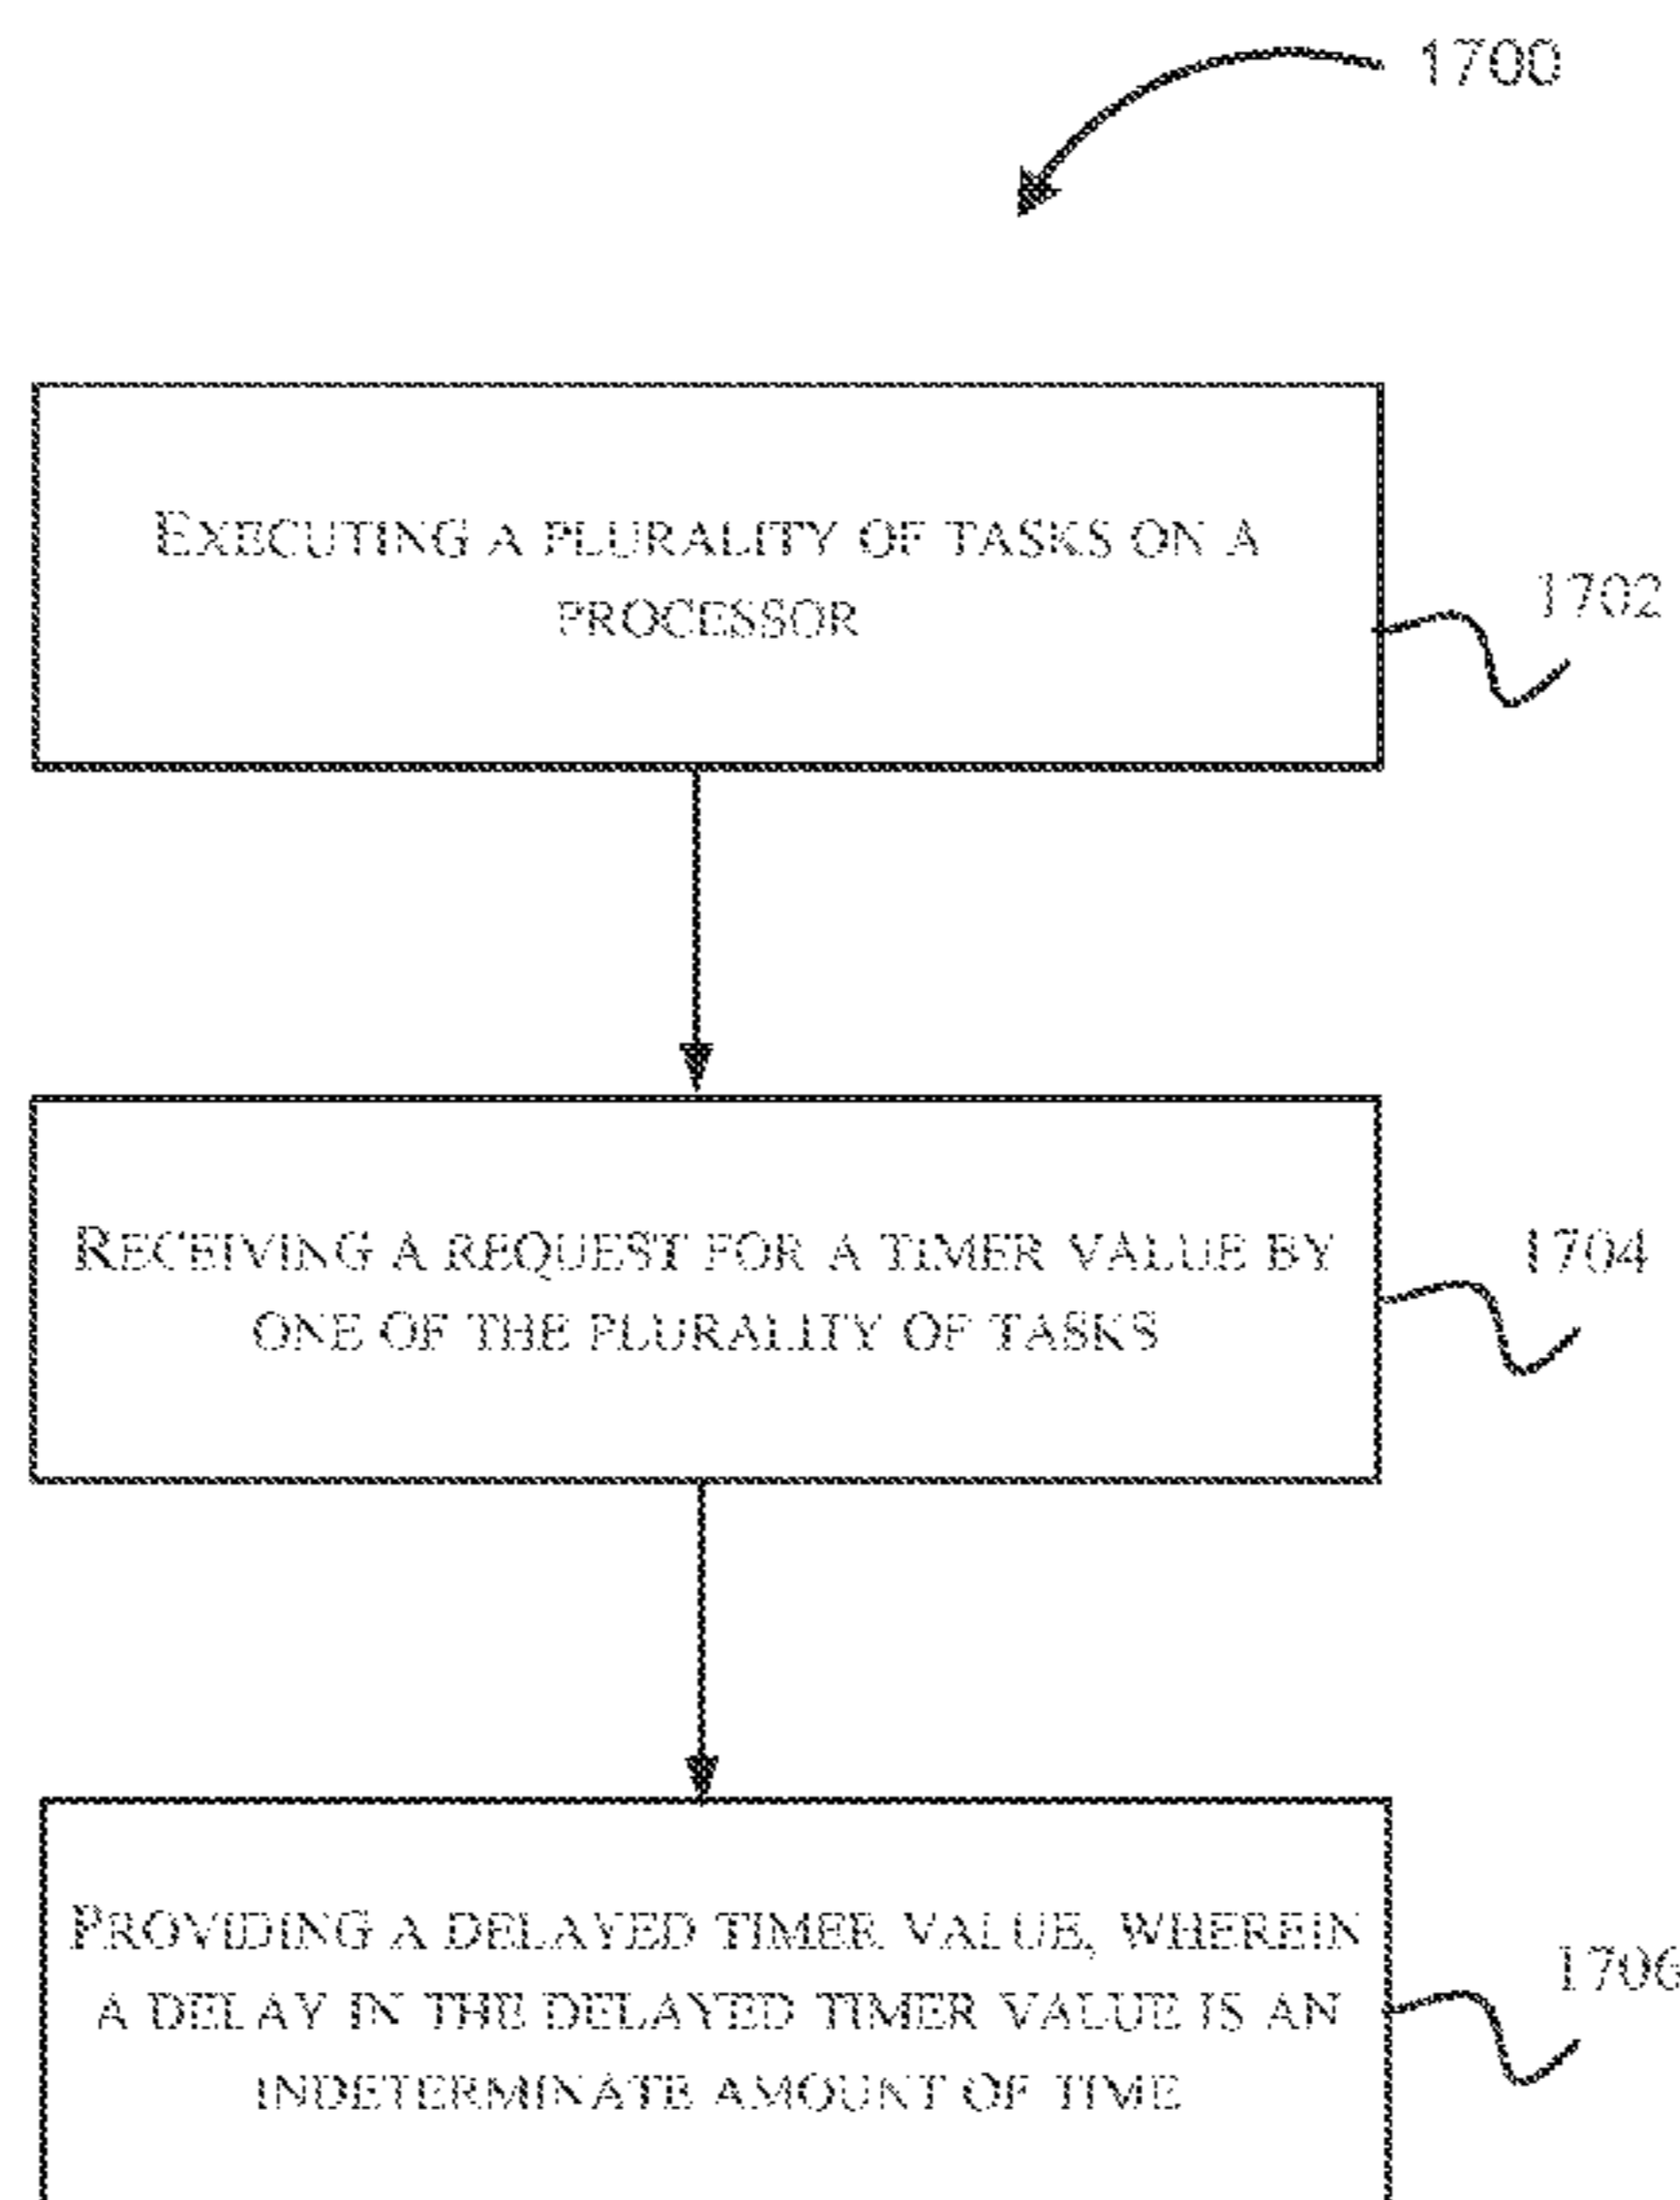 1700
EXECUTING A PLURALITY OF TASKS ON A
PROCESSOR
1702
RECEIVING A REQUEST FOR A TIMER VALUE BY
ONE OF THE PLURALITY OF TASKS
1704
PROVIDING A DELAYED TIMER VALUE, WHEREIN
A DELAY IN THE DELAYED TIMER VALUE IS AN
INDETERMINATE AMOUNT OF TIME
1706